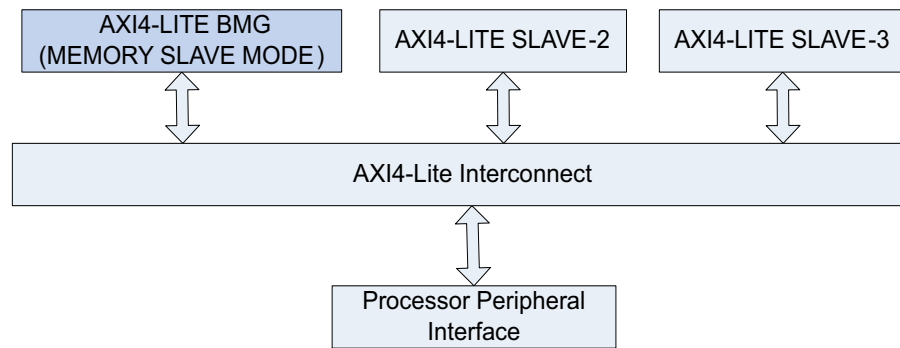 AXI4-LITE BMG
(MEMORY SLAVE MODE)
AXI4-LITE SLAVE-2
AXI4-LITE SLAVE-3
AXI4-Lite Interconnect
Processor Peripheral
Interface